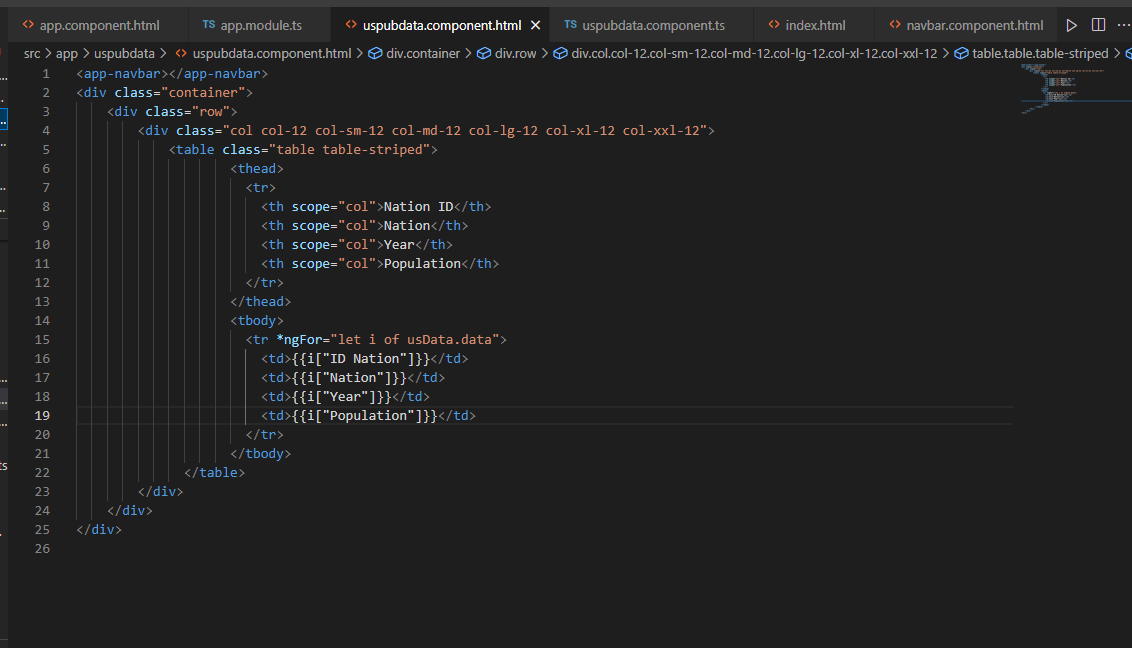 app.component.html TS app.module.ts uspubdata.component.html TS uspubdata.component.ts index.html navbar.component.html
src > app > uspubdata > uspubdata.component.html > div.container > div.row > div.col.col-12.col-sm-12.col-md-12.col-lg-12.col-xl-12.col-xxl-12 > table.table.table-striped >
1 <app-navbar></app-navbar>
2 <div class="container">
3 <div class="row">
4 <div class="col col-12 col-sm-12 col-md-12 col-lg-12 col-xl-12 col-xxl-12">
5 <table class="table table-striped">
6 <thead>
7 <tr>
8 <th scope="col">Nation ID</th>
9 <th scope="col">Nation</th>
10 <th scope="col">Year</th>
11 <th scope="col">Population</th>
12 </tr>
13 </thead>
14 <tbody>
15 <tr *ngFor="let i of usData.data">
16 <td>{{i["ID Nation"]}}</td>
17 <td>{{i["Nation"]}}</td>
18 <td>{{i["Year"]}}</td>
19 <td>{{i["Population"]}}</td>
20 </tr>
21 </tbody>
22 </table>
23 </div>
24 </div>
25 </div>
26